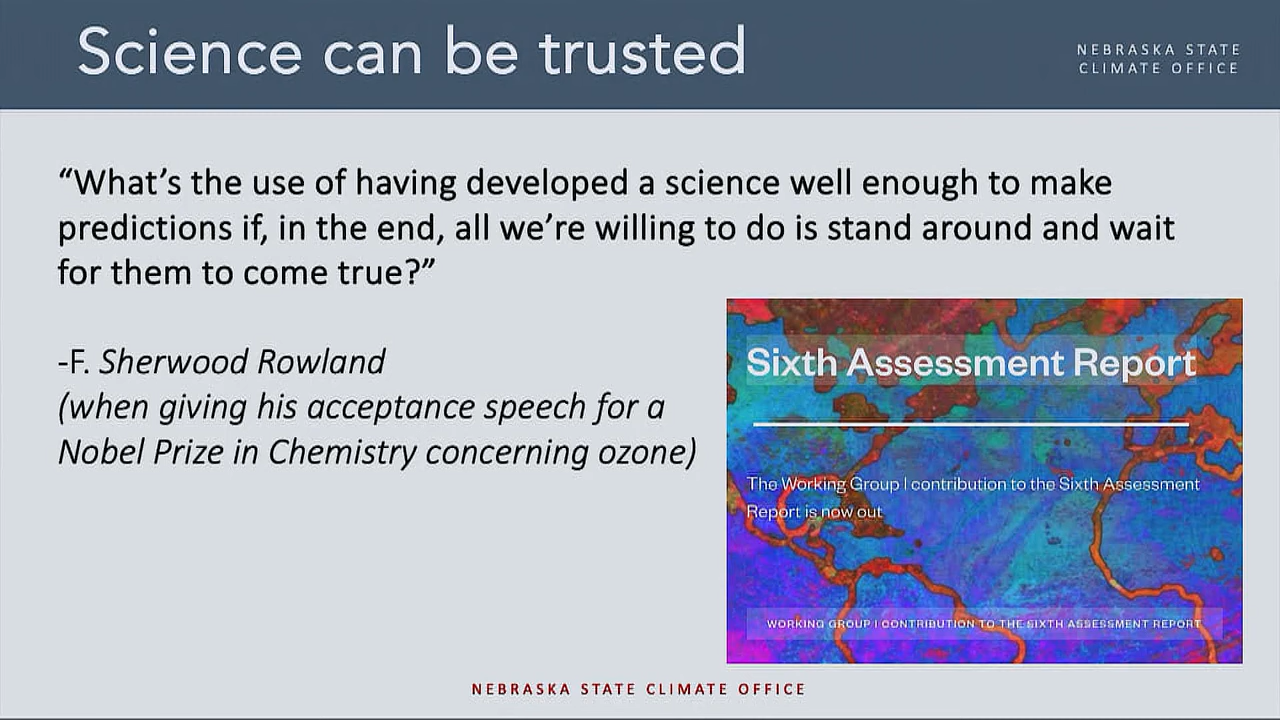 Science can be trusted
NEBRASKA STATE
CLIMATE OFFICE
“What’s the use of having developed a science well enough to make
predictions if, in the end, all we’re willing to do is stand around and wait
for them to come true?”
-F. Sherwood Rowland
(when giving his acceptance speech for a
Nobel Prize in Chemistry concerning ozone)
Sixth Assessment Report
The Working Group I contribution to the Sixth Assessment
Report is now out
WORKING GROUP I CONTRIBUTION TO THE SIXTH ASSESSMENT REPORT
NEBRASKA STATE CLIMATE OFFICE